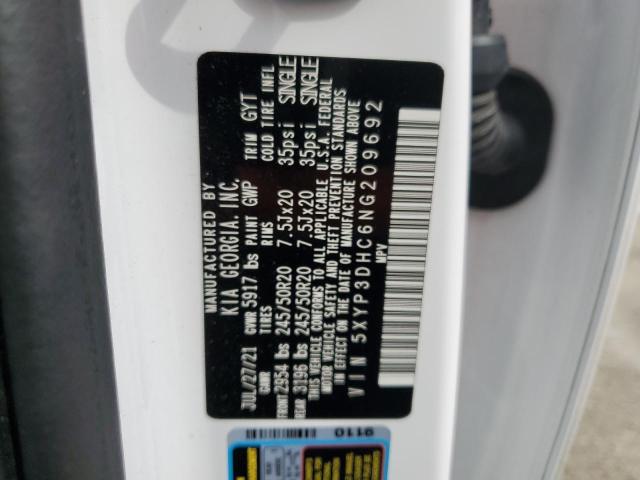 MANUFACTURED BY
KIA GEORGIA, INC.
JUL/27/21 GVWR 5917 lbs PAINT GWP TRIM GYT
GAWR TIRES RIMS COLD TIRE INFL
FRONT 2954 lbs 245/50R20 7.5Jx20 35psi SINGLE
REAR 3196 lbs 245/50R20 7.5Jx20 35psi SINGLE
THIS VEHICLE CONFORMS TO ALL APPLICABLE U.S.A. FEDERAL
MOTOR VEHICLE SAFETY AND THEFT PREVENTION STANDARDS
IN EFFECT ON THE DATE OF MANUFACTURE SHOWN ABOVE
VIN 5XYP3DHC6NG209692
MPV
9110